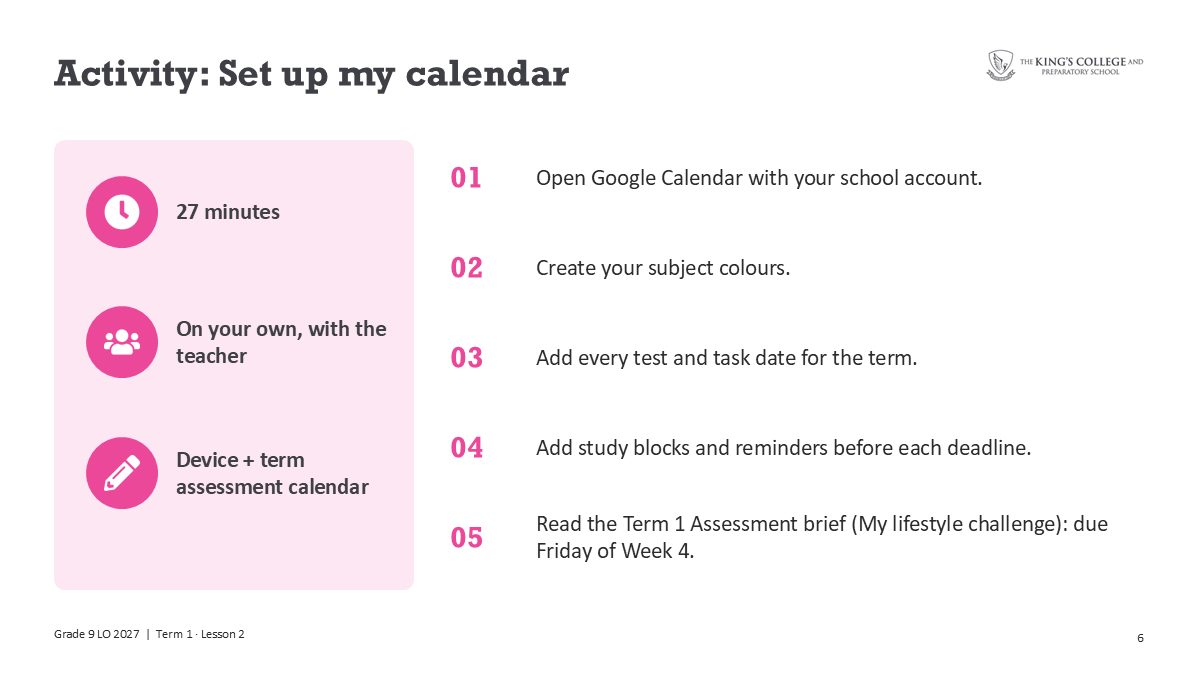 Activity: Set up my calendar
THE KING'S COLLEGE AND
PREPARATORY SCHOOL
27 minutes
On your own, with the
teacher
Device + term
assessment calendar
01
Open Google Calendar with your school account.
02
Create your subject colours.
03
Add every test and task date for the term.
04
Add study blocks and reminders before each deadline.
05
Read the Term 1 Assessment brief (My lifestyle challenge): due
Friday of Week 4.
Grade 9 LO 2027 | Term 1 · Lesson 2
6